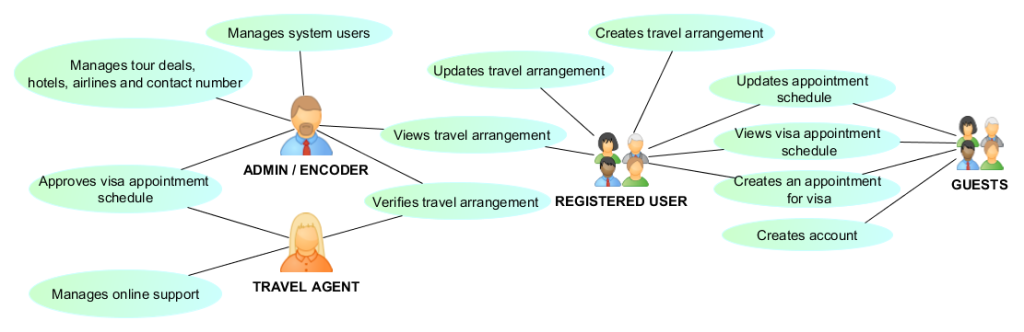 Manages system users
Creates travel arrangement
Manages tour deals,
hotels, airlines and contact number
Updates travel arrangement
Updates appointment
schedule
Views travel arrangement
Views visa appointment
schedule
ADMIN / ENCODER
Approves visa appointmemt
schedule
Verifies travel arrangement
REGISTERED USER
Creates an appointment
for visa
GUESTS
Creates account
TRAVEL AGENT
Manages online support